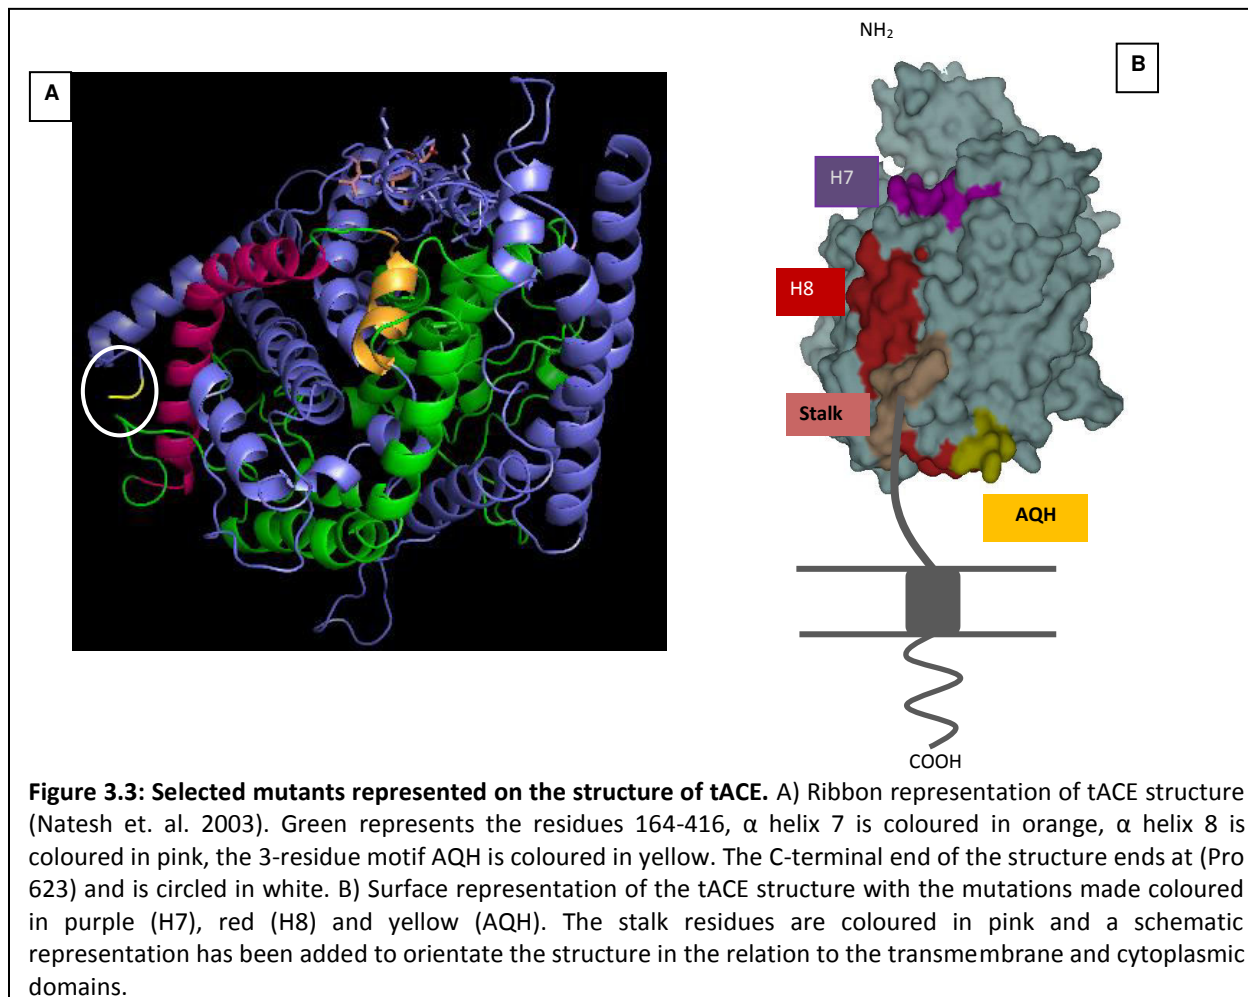 NH₂
A
B
H7
H8
Stalk
AQH
COOH
Figure 3.3: Selected mutants represented on the structure of tACE. A) Ribbon representation of tACE structure
(Natesh et. al. 2003). Green represents the residues 164-416, α helix 7 is coloured in orange, α helix 8 is
coloured in pink, the 3-residue motif AQH is coloured in yellow. The C-terminal end of the structure ends at (Pro
623) and is circled in white. B) Surface representation of the tACE structure with the mutations made coloured
in purple (H7), red (H8) and yellow (AQH). The stalk residues are coloured in pink and a schematic
representation has been added to orientate the structure in the relation to the transmembrane and cytoplasmic
domains.